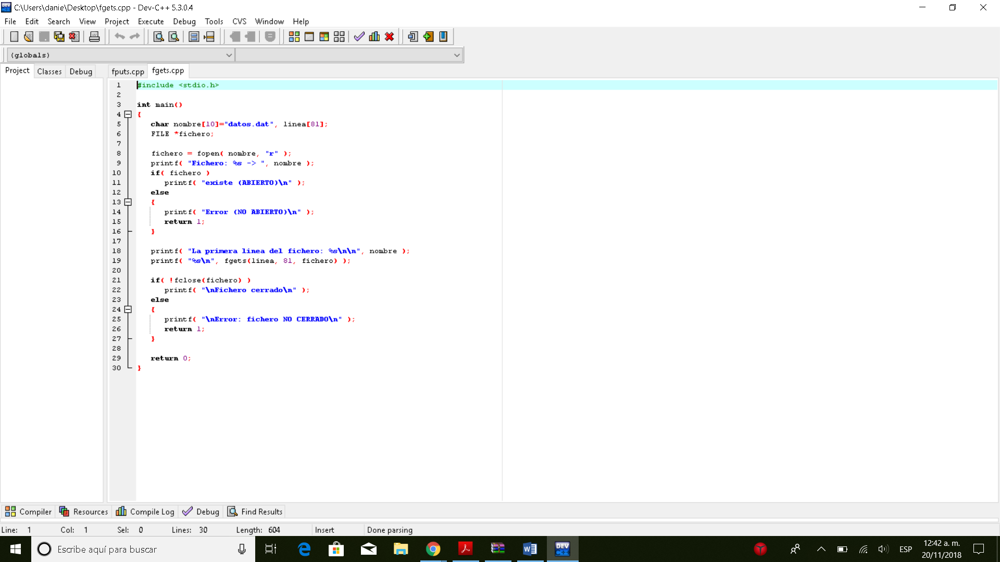 C:\Users\danie\Desktop\fgets.cpp - Dev-C++ 5.3.0.4
File Edit Search View Project Execute Debug Tools CVS Window Help
(globals)
Project Classes Debug fputs.cpp fgets.cpp
1 #include <stdio.h>
2
3 int main()
4 {
5 char nombre[10]="datos.dat", linea[81];
6 FILE *fichero;
7
8 fichero = fopen( nombre, "r" );
9 printf( "Fichero: %s -> ", nombre );
10 if( fichero )
11 printf( "existe (ABIERTO)\n" );
12 else
13 {
14 printf( "Error (NO ABIERTO)\n" );
15 return 1;
16 }
17
18 printf( "La primera linea del fichero: %s\n\n", nombre );
19 printf( "%s\n", fgets(linea, 81, fichero) );
20
21 if( !fclose(fichero) )
22 printf( "\nFichero cerrado\n" );
23 else
24 {
25 printf( "\nError: fichero NO CERRADO\n" );
26 return 1;
27 }
28
29 return 0;
30 }
Compiler Resources Compile Log Debug Find Results
Line: 1 Col: 1 Sel: 0 Lines: 30 Length: 604 Insert Done parsing
Escribe aquí para buscar
DEV C++
ESP
12:42 a. m.
20/11/2018